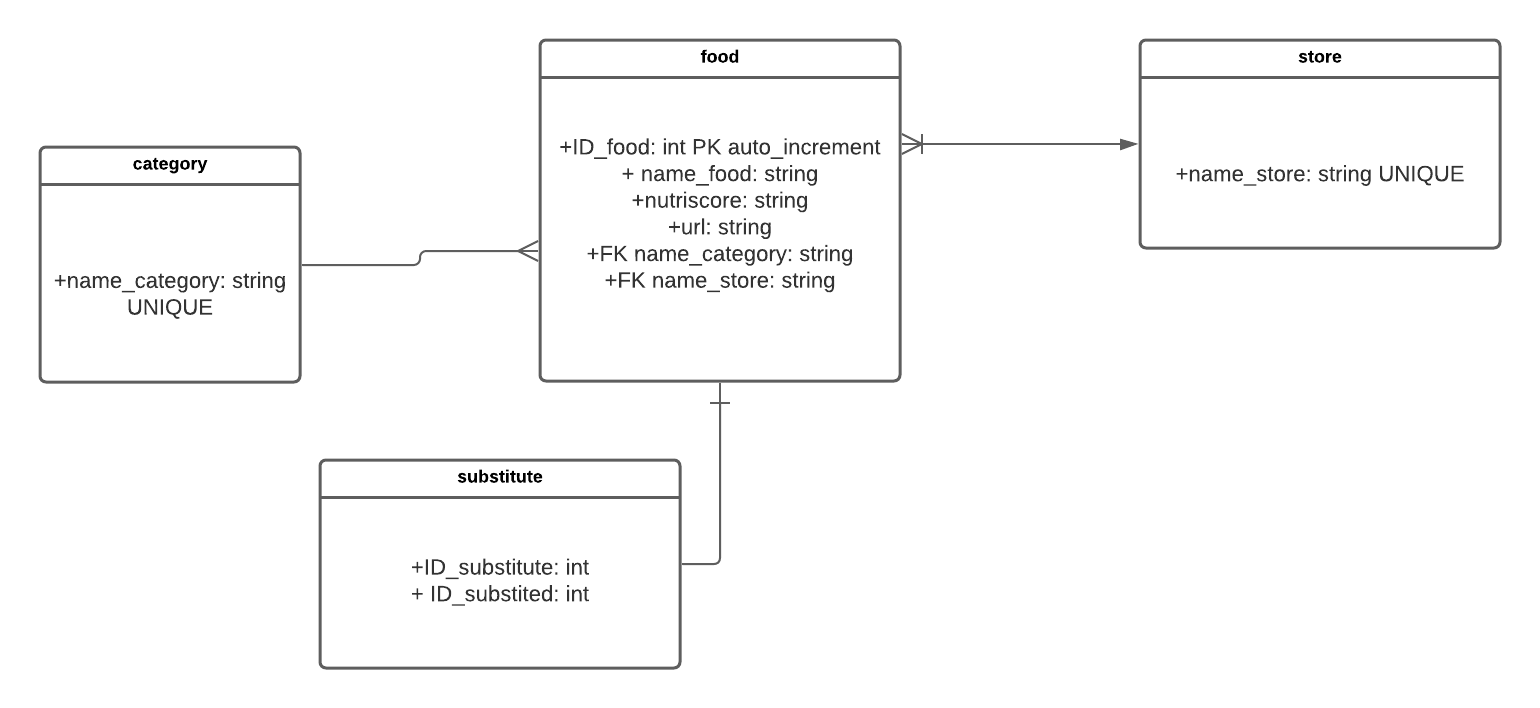 food
+ID_food: int PK auto_increment
+ name_food: string
+nutriscore: string
+url: string
+FK name_category: string
+FK name_store: string
store
+name_store: string UNIQUE
category
+name_category: string
UNIQUE
substitute
+ID_substitute: int
+ ID_substited: int